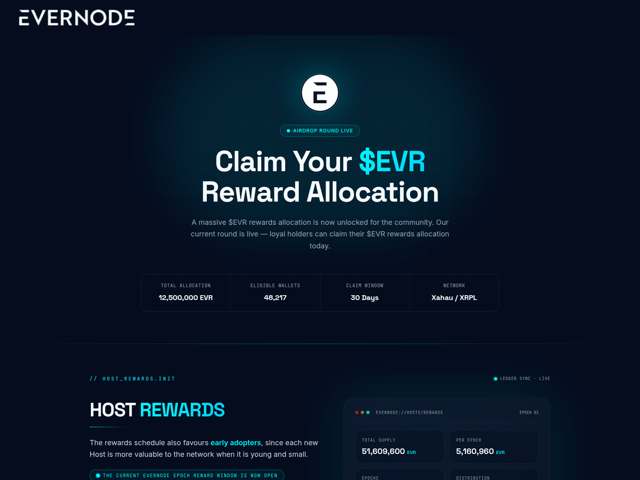 EVERNODE
E
AIRDROP ROUND LIVE
Claim Your $EVR
Reward Allocation
A massive $EVR rewards allocation is now unlocked for the community. Our
current round is live — loyal holders can claim their $EVR rewards allocation
today.
TOTAL ALLOCATION
12,500,000 EVR
ELIGIBLE WALLETS
48,217
CLAIM WINDOW
30 Days
NETWORK
Xahau / XRPL
// HOST_REWARDS.INIT
LEDGER SYNC · LIVE
HOST REWARDS
The rewards schedule also favours early adopters, since each new
Host is more valuable to the network when it is young and small.
THE CURRENT EVERNODE EPOCH REWARD WINDOW IS NOW OPEN
EVERNODE://HOSTS/REWARDS
TOTAL SUPPLY
51,609,600 EVR
PER EPOCH
5,160,960 EVR
EPOCHS
DISTRIBUTION